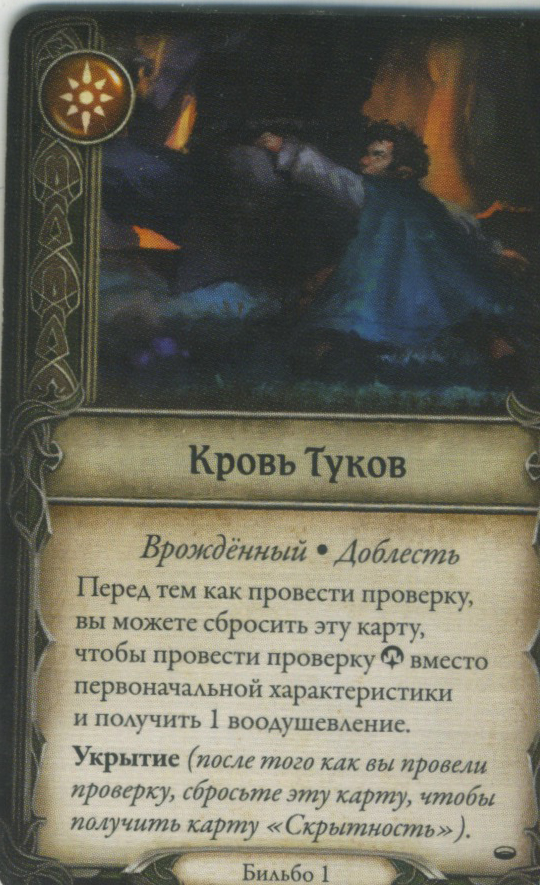 Кровь Туков
Врождённый • Доблесть
Перед тем как провести проверку,
вы можете сбросить эту карту,
чтобы провести проверку вместо
первоначальной характеристики
и получить 1 воодушевление.
Укрытие (после того как вы провели
проверку, сбросьте эту карту, чтобы
получить карту «Скрытность»).
Бильбо 1